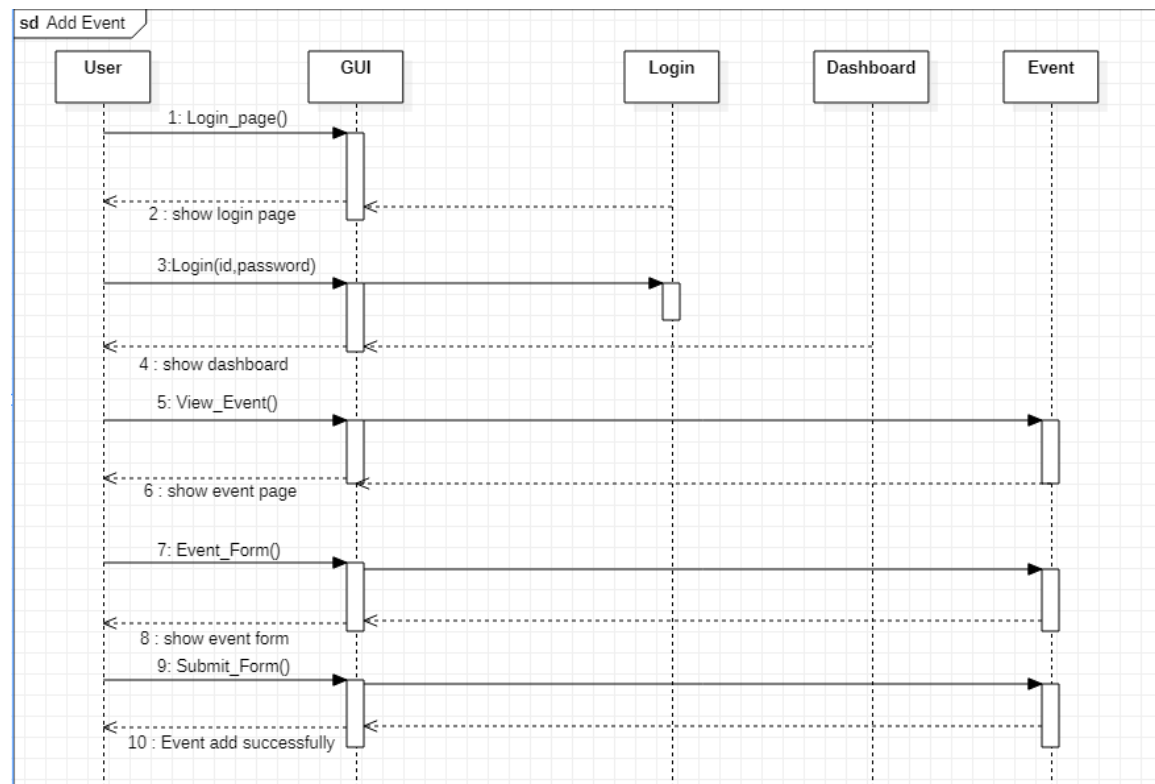 sd Add Event
User
GUI
Login
Dashboard
Event
1: Login_page()
2 : show login page
3:Login(id,password)
4 : show dashboard
5: View_Event()
6 : show event page
7: Event_Form()
8 : show event form
9: Submit_Form()
10 : Event add successfully